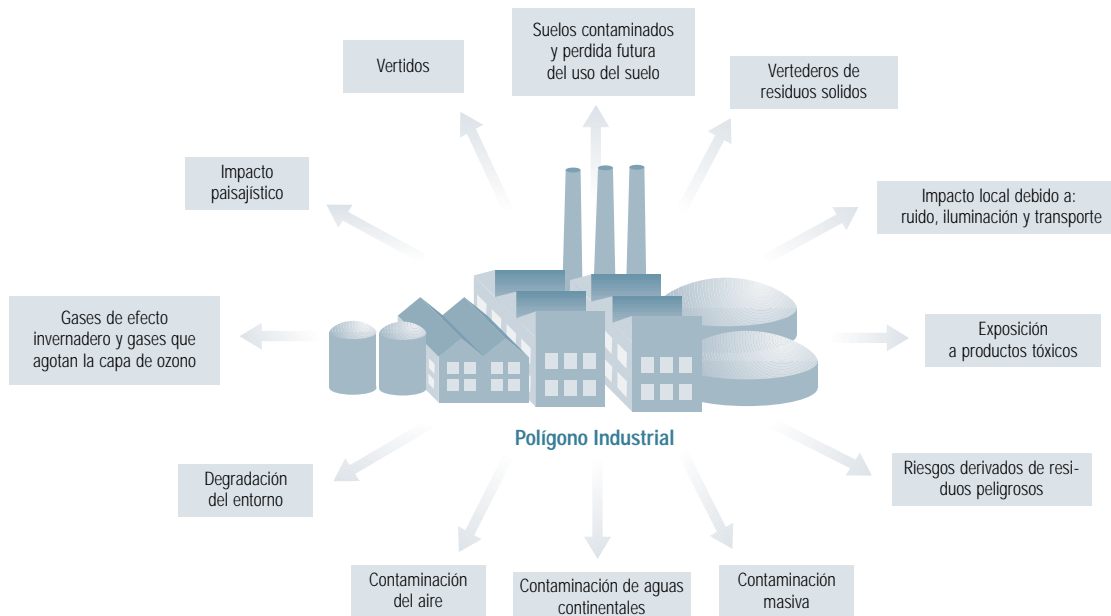 Suelos contaminados
y perdida futura
del uso del suelo
Vertidos
Vertederos de
residuos solidos
Impacto
paisajístico
Impacto local debido a:
ruido, iluminación y transporte
Gases de efecto
invernadero y gases que
agotan la capa de ozono
Exposición
a productos tóxicos
Polígono Industrial
Degradación
del entorno
Riesgos derivados de resi-
duos peligrosos
Contaminación
del aire
Contaminación de aguas
continentales
Contaminación
masiva